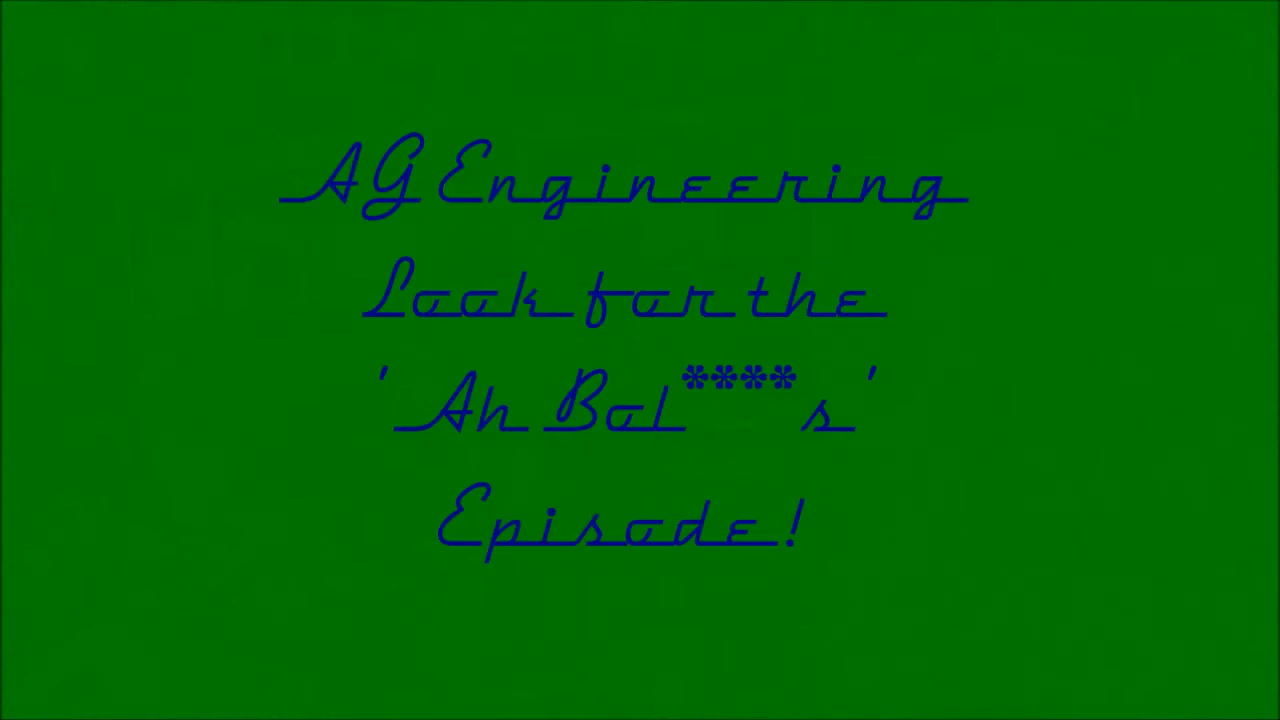 AG Engineering
Look for the
' Ah Bol****s '
Episode!